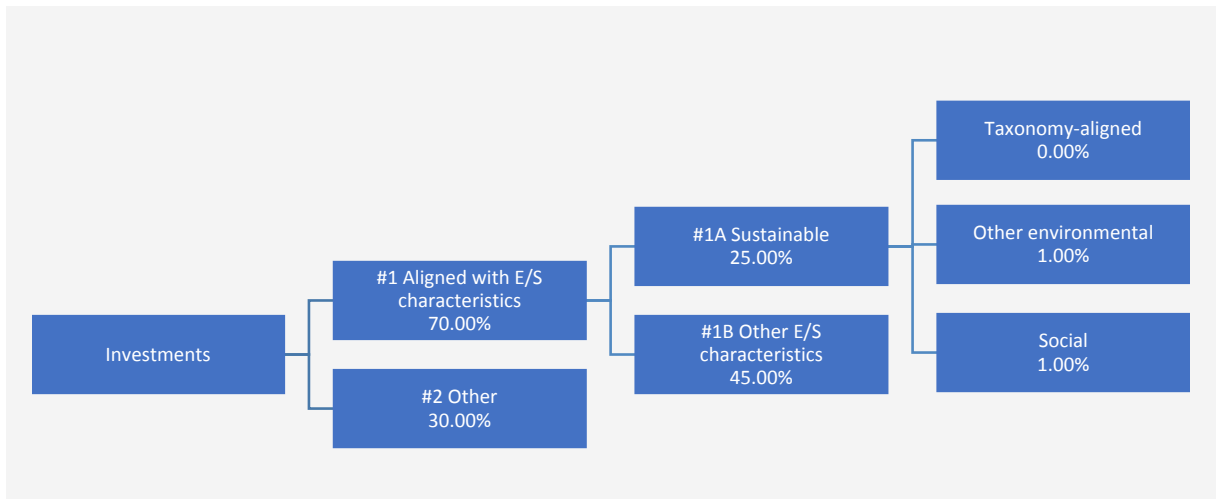 Investments
#1 Aligned with E/S
characteristics
70.00%
#2 Other
30.00%
#1A Sustainable
25.00%
#1B Other E/S
characteristics
45.00%
Taxonomy-aligned
0.00%
Other environmental
1.00%
Social
1.00%